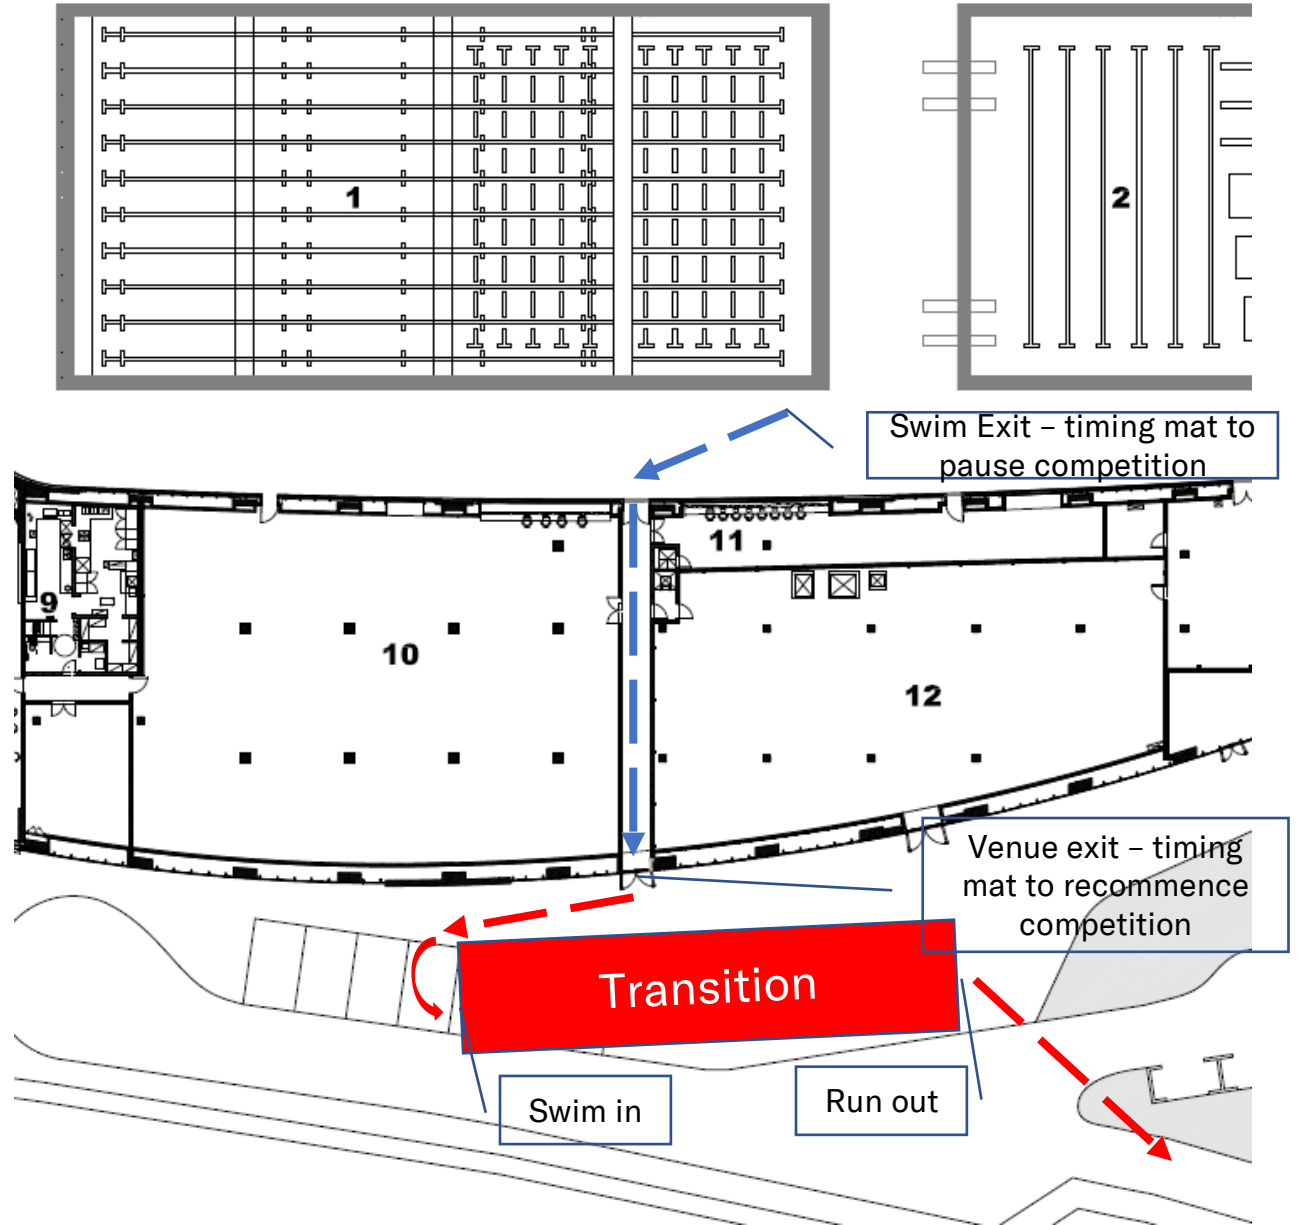 1
2
Swim Exit – timing mat to
pause competition
9
10
11
12
Venue exit – timing
mat to recommence
competition
Transition
Swim in
Run out